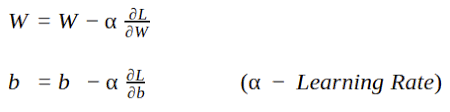 W = W − α ∂L/∂W
b = b − α ∂L/∂b (α − Learning Rate)